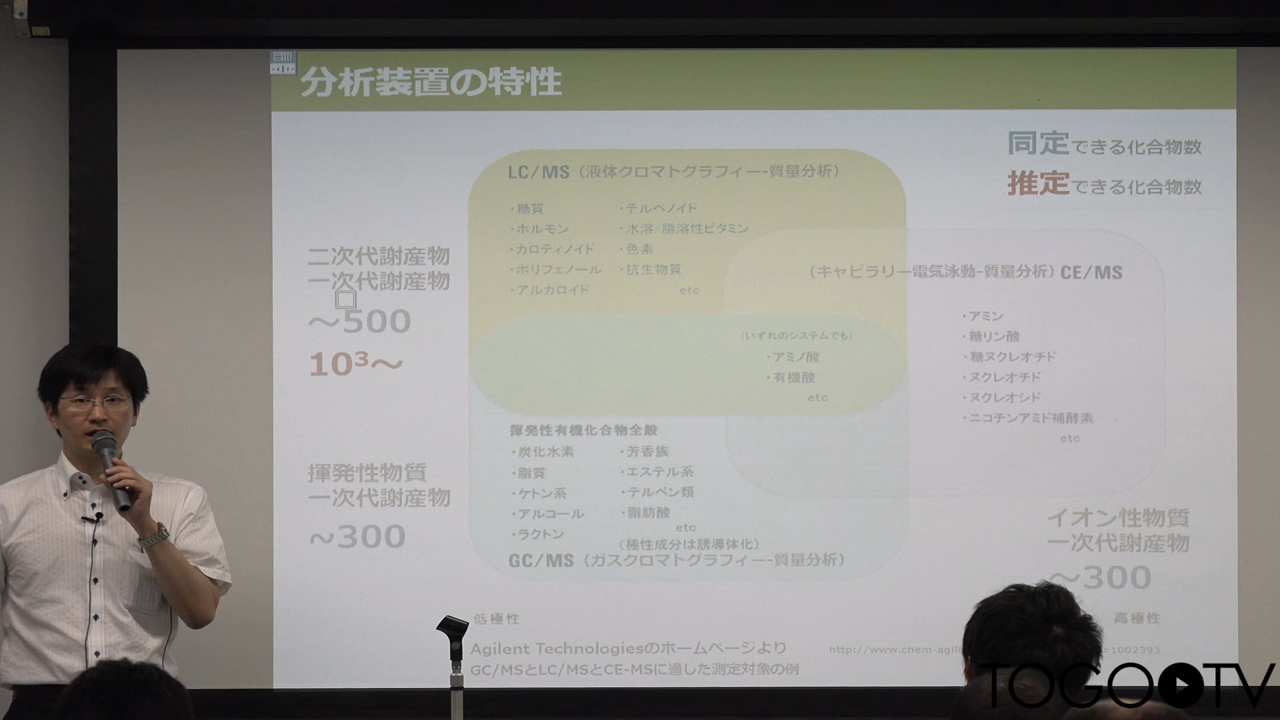 分析装置の特性
同定できる化合物数
推定できる化合物数
LC/MS（液体クロマトグラフィー-質量分析）
・糖質
・ホルモン
・カロティノイド
・ポリフェノール
・アルカロイド
・テルペノイド
・水溶/脂溶性ビタミン
・色素
・抗生物質
etc
二次代謝産物
一次代謝産物
～500
10³～
（キャピラリー電気泳動-質量分析）CE/MS
・アミン
・糖リン酸
・糖ヌクレオチド
・ヌクレオチド
・ヌクレオシド
・ニコチンアミド補酵素
etc
（いずれのシステムでも）
・アミノ酸
・有機酸
etc
揮発性有機化合物全般
・炭化水素
・脂質
・ケトン系
・アルコール
・ラクトン
・芳香族
・エステル系
・テルペン類
・脂肪酸
etc
（極性成分は誘導体化）
GC/MS（ガスクロマトグラフィー-質量分析）
揮発性物質
一次代謝産物
~300
イオン性物質
一次代謝産物
～300
低極性
高極性
Agilent Technologiesのホームページより
GC/MSとLC/MSとCE-MSに適した測定対象の例
http://www.chem-agil
=1002393
TOGOTV